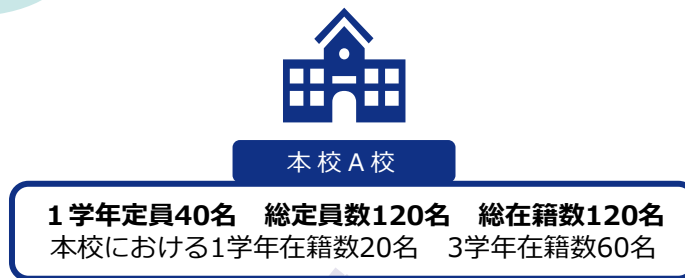 本校A校
１学年定員40名　総定員数120名　総在籍数120名
本校における1学年在籍数20名　3学年在籍数60名